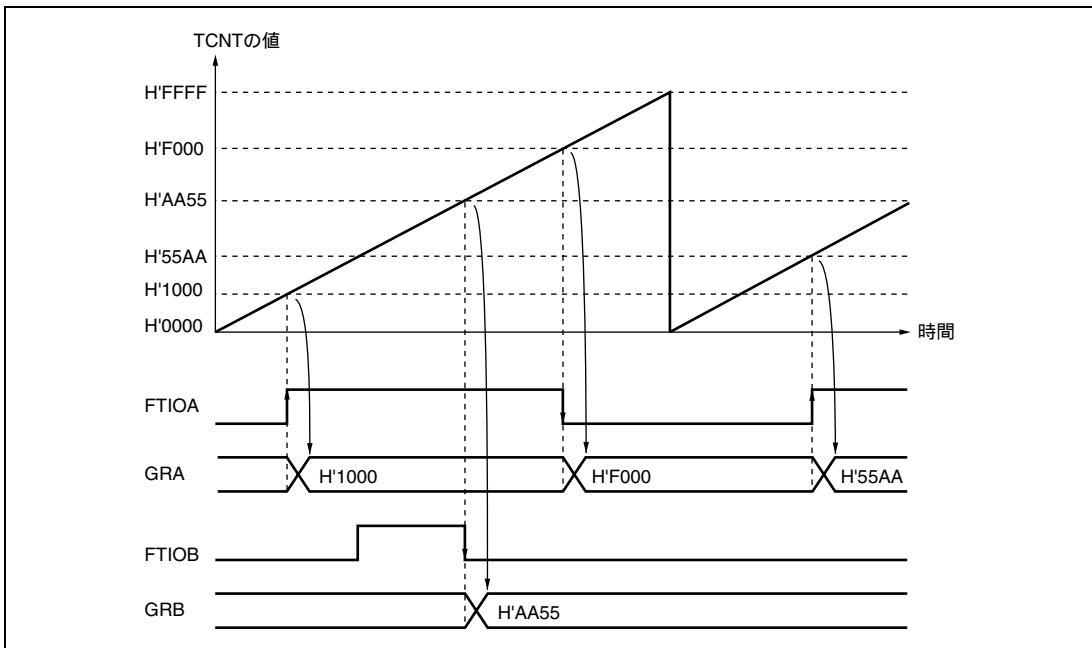 TCNTの値
H'FFFF
H'F000
H'AA55
H'55AA
H'1000
H'0000
時間
FTIOA
GRA
H'1000
H'F000
H'55AA
FTIOB
GRB
H'AA55